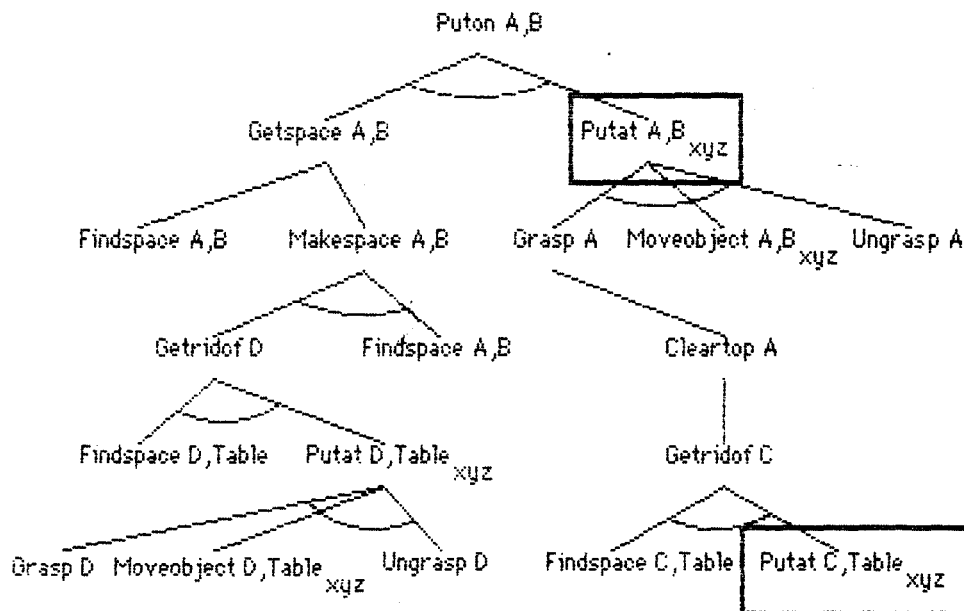 Puton A,B
Getspace A,B Putat A,B xyz
Findspace A,B Makespace A,B Grasp A Moveobject A,B xyz Ungrasp A
Getridof D Findspace A,B Cleartop A
Findspace D,Table Putat D,Table xyz Getridof C
Grasp D Moveobject D,Table xyz Ungrasp D Findspace C,Table Putat C,Table xyz